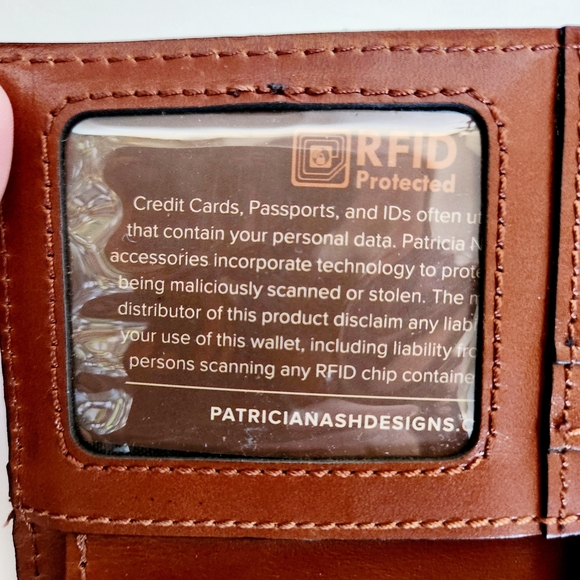 RFID
Protected
Credit Cards, Passports, and IDs often
that contain your personal data. Patricia
accessories incorporate technology to
being maliciously scanned or stolen. The
distributor of this product disclaim any
your use of this wallet, including liability
persons scanning any RFID chip
PATRICIANASHDESIGNS.